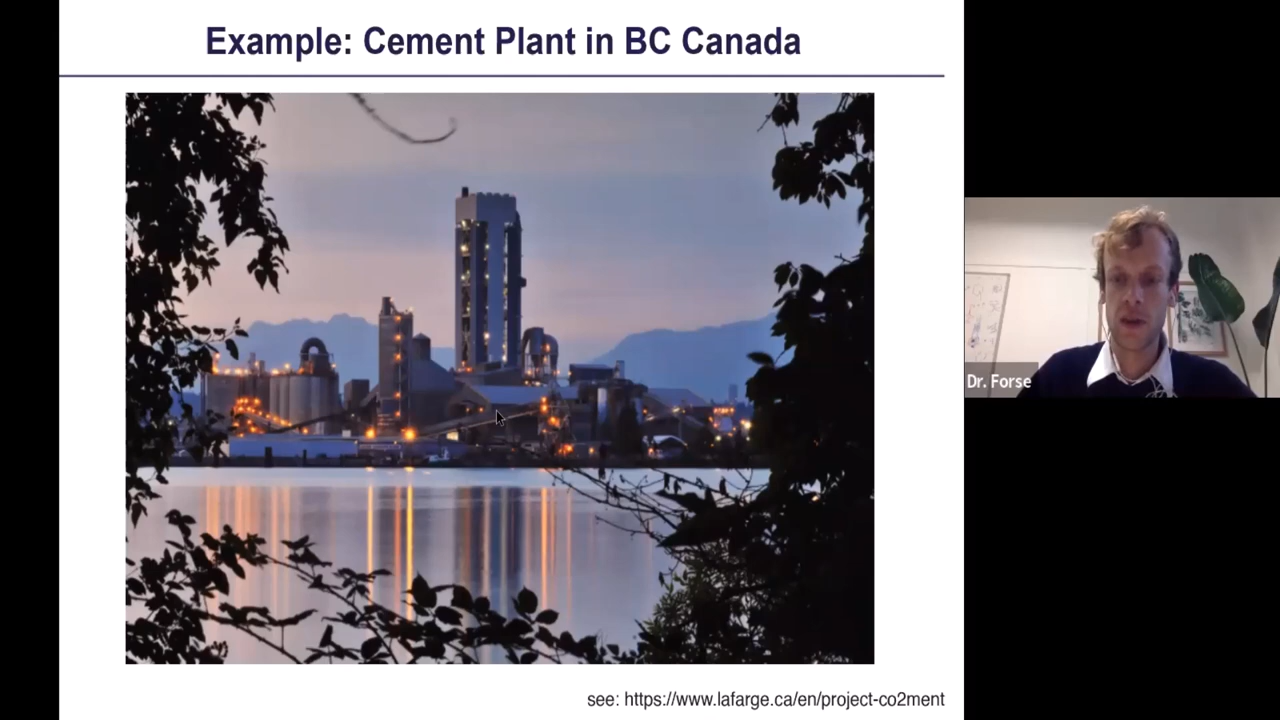 Example: Cement Plant in BC Canada
Dr. Forse
see: https://www.lafarge.ca/en/project-co2ment